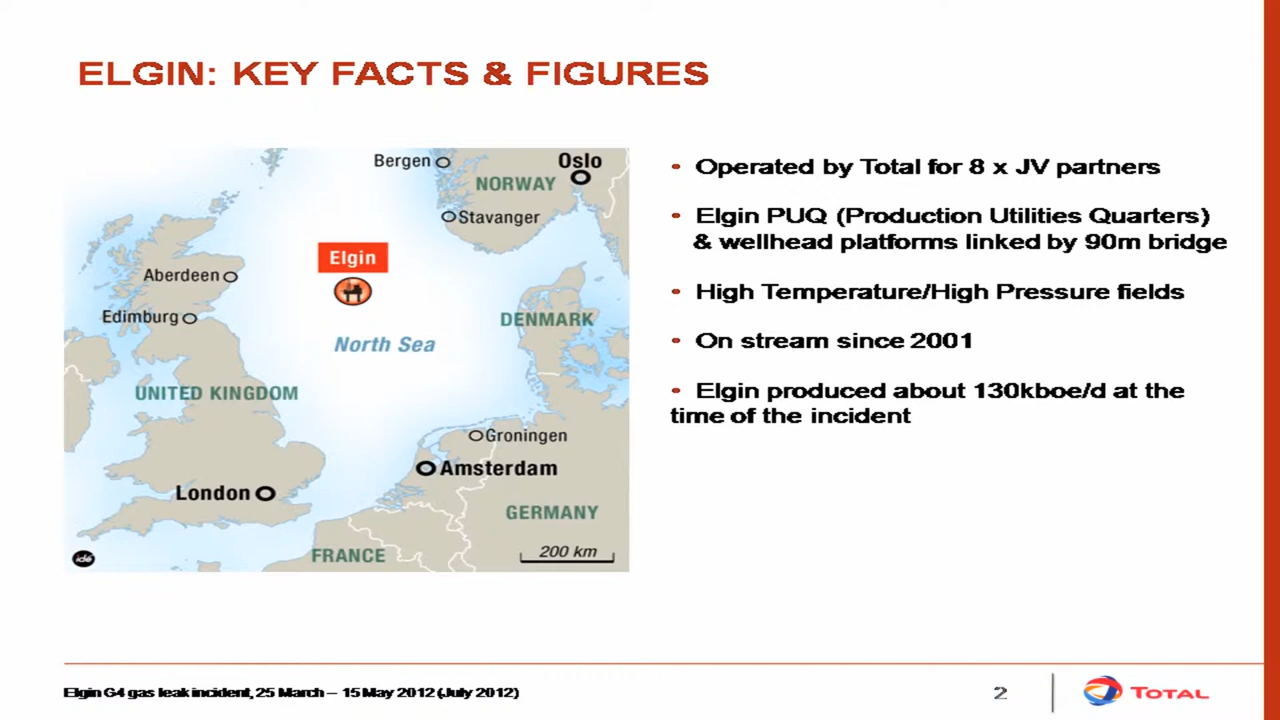 ELGIN: KEY FACTS & FIGURES
Bergen
Oslo
NORWAY
Stavanger
Elgin
Aberdeen
Edimburg
DENMARK
North Sea
UNITED KINGDOM
Groningen
Amsterdam
London
GERMANY
FRANCE
200 km
idé
• Operated by Total for 8 x JV partners
• Elgin PUQ (Production Utilities Quarters)
& wellhead platforms linked by 90m bridge
• High Temperature/High Pressure fields
• On stream since 2001
• Elgin produced about 130kboe/d at the
time of the incident
Elgin G4 gas leak incident, 25 March – 15 May 2012 (July 2012)
2
TOTAL